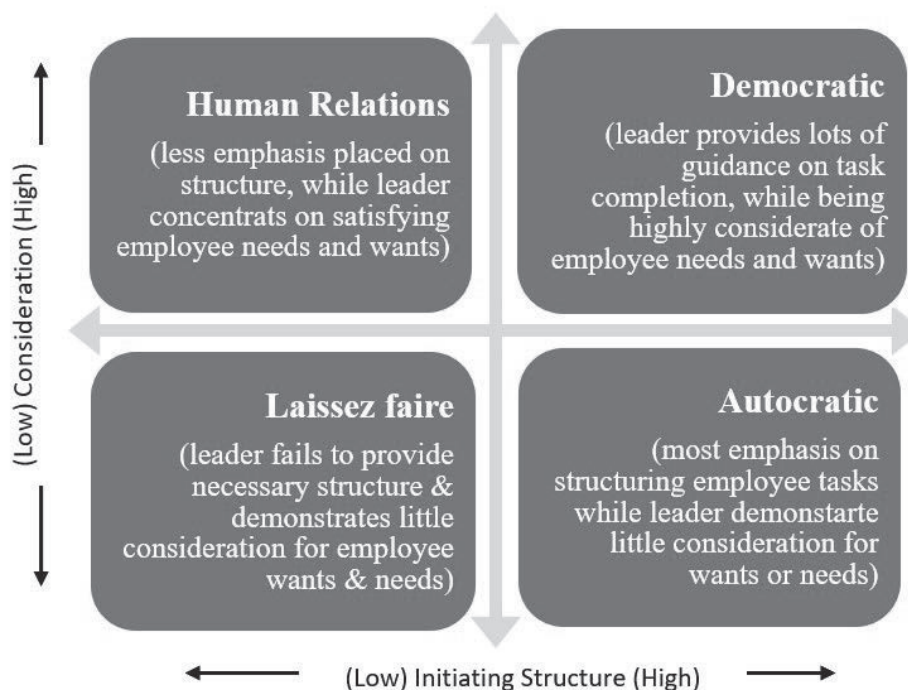 Human Relations
(less emphasis placed on
structure, while leader
concentrats on satisfying
employee needs and wants)
Democratic
(leader provides lots of
guidance on task
completion, while being
highly considerate of
employee needs and wants)
Laissez faire
(leader fails to provide
necessary structure &
demonstrates little
consideration for employee
wants & needs)
Autocratic
(most emphasis on
structuring employee tasks
while leader demonstarte
little consideration for
wants or needs)
(Low) Consideration (High)
(Low) Initiating Structure (High)